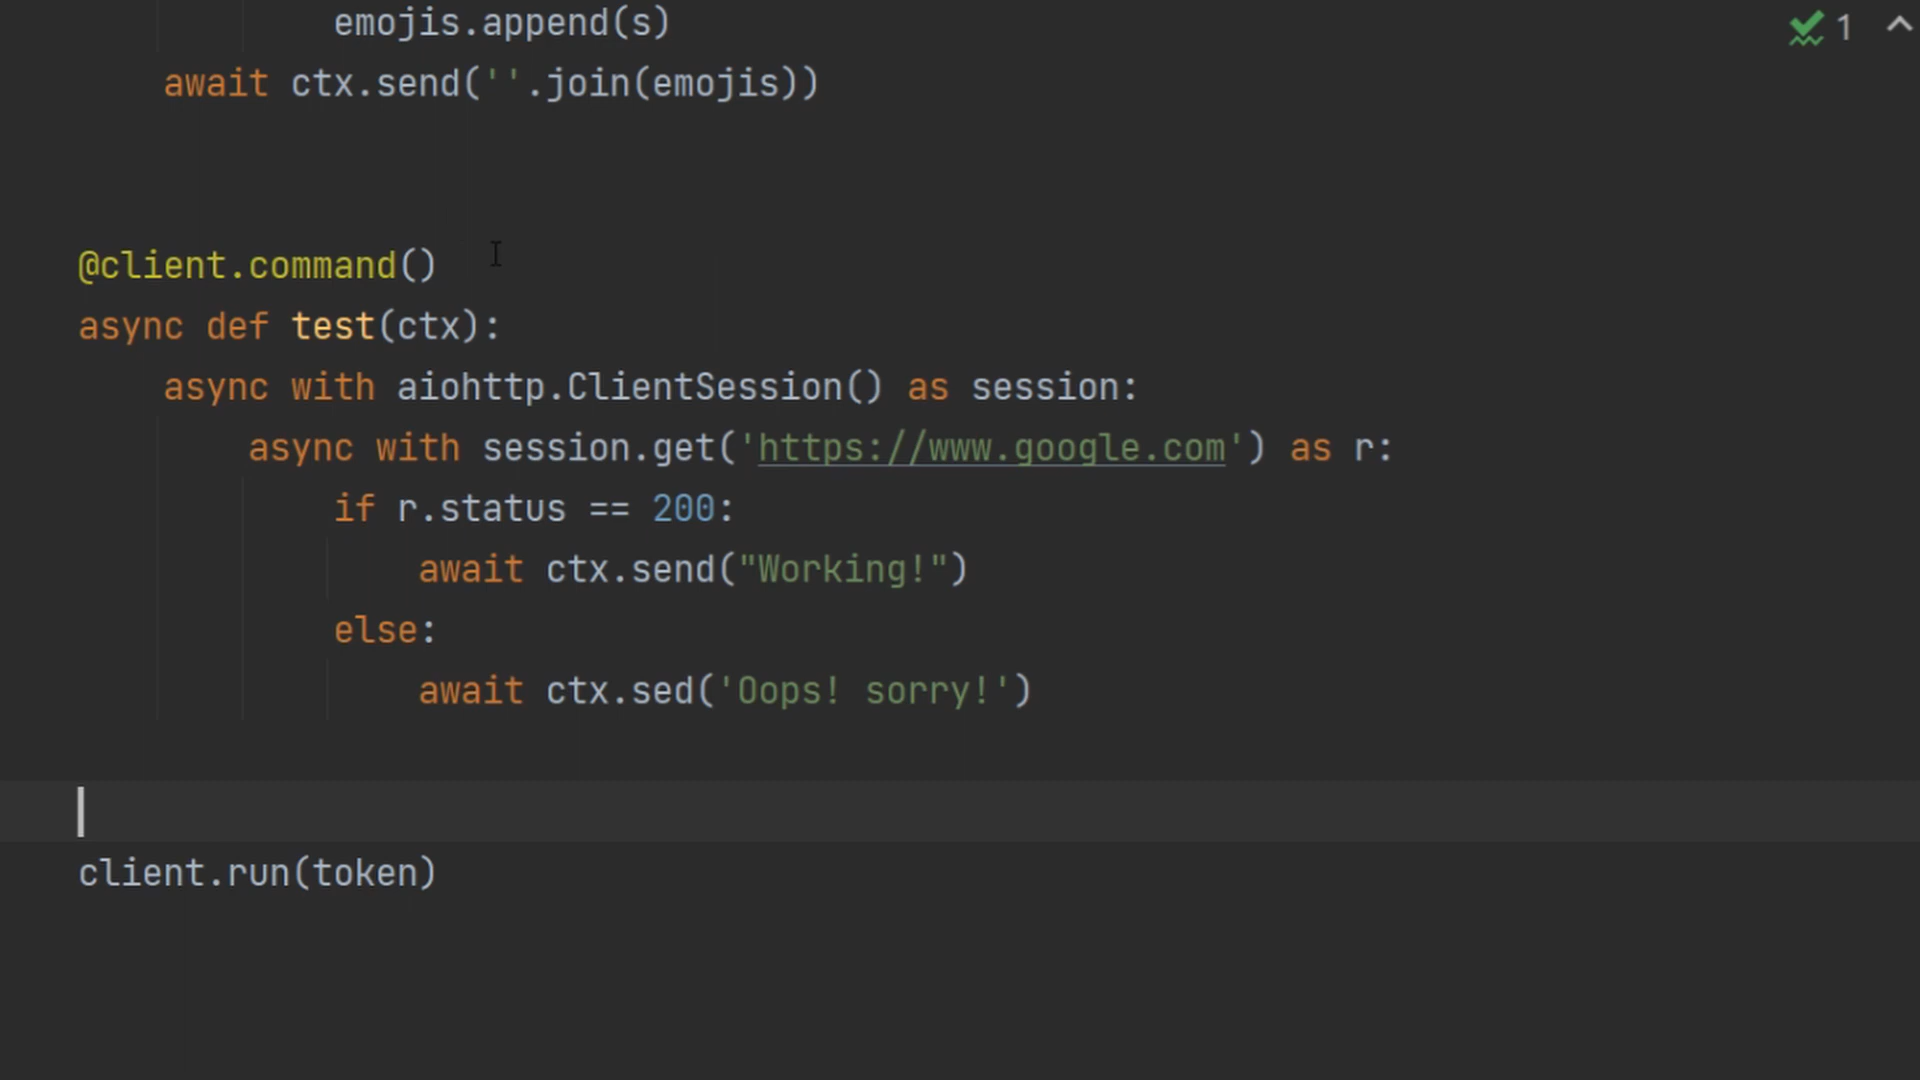 emojis.append(s)
1
await ctx.send(''.join(emojis))
@client.command()
async def test(ctx):
async with aiohttp.ClientSession() as session:
async with session.get('https://www.google.com') as r:
if r.status == 200:
await ctx.send("Working!")
else:
await ctx.sed('Oops! sorry!')
client.run(token)